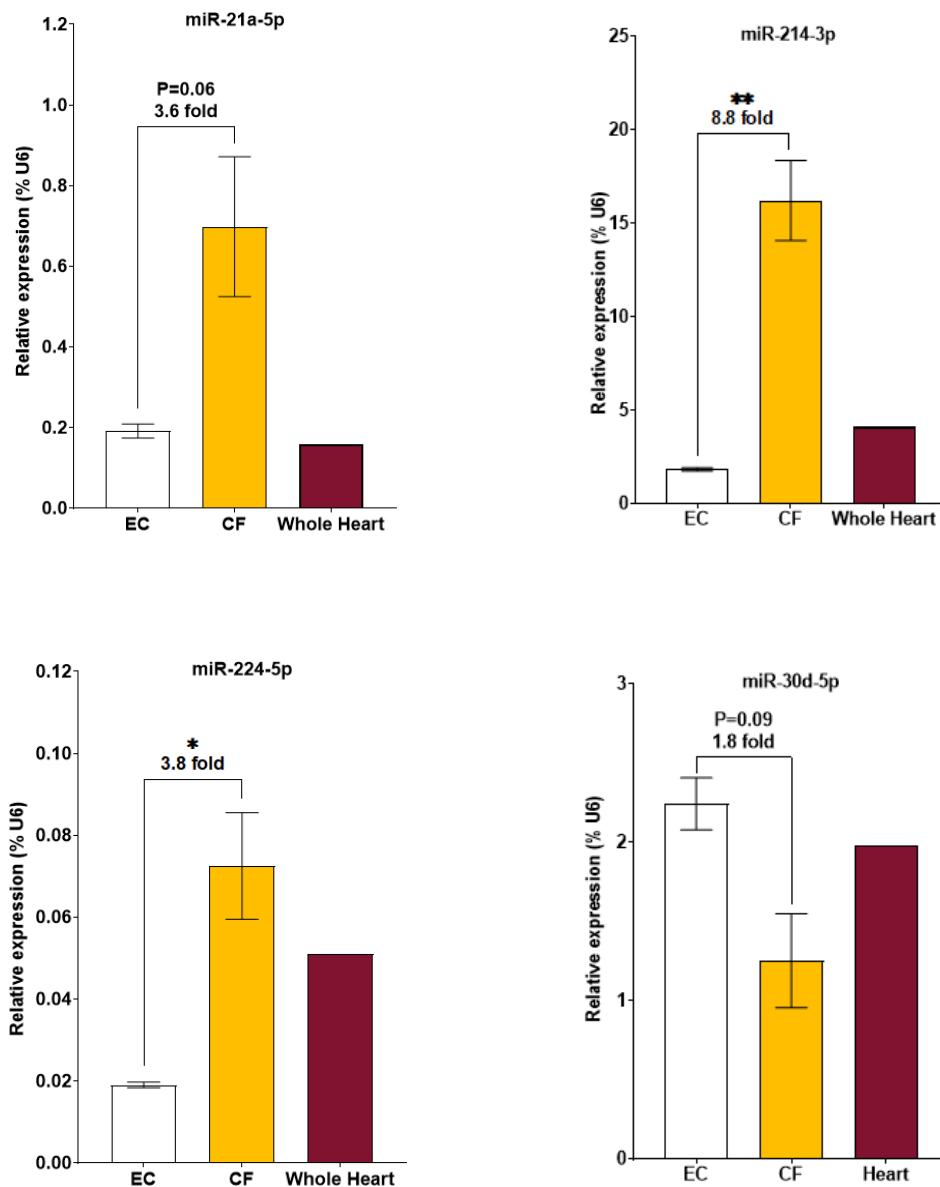 miR-21a-5p
Relative expression (% U6)
1.2
1.0
0.8
0.6
0.4
0.2
0.0
P=0.06
3.6 fold
EC CF Whole Heart
miR-214-3p
Relative expression (% U6)
25
20
15
10
5
0
**
8.8 fold
EC CF Whole Heart
miR-224-5p
Relative expression (% U6)
0.12
0.10
0.08
0.06
0.04
0.02
0.00
*
3.8 fold
EC CF Whole Heart
miR-30d-5p
Relative expression (% U6)
3
2
1
0
P=0.09
1.8 fold
EC CF Heart